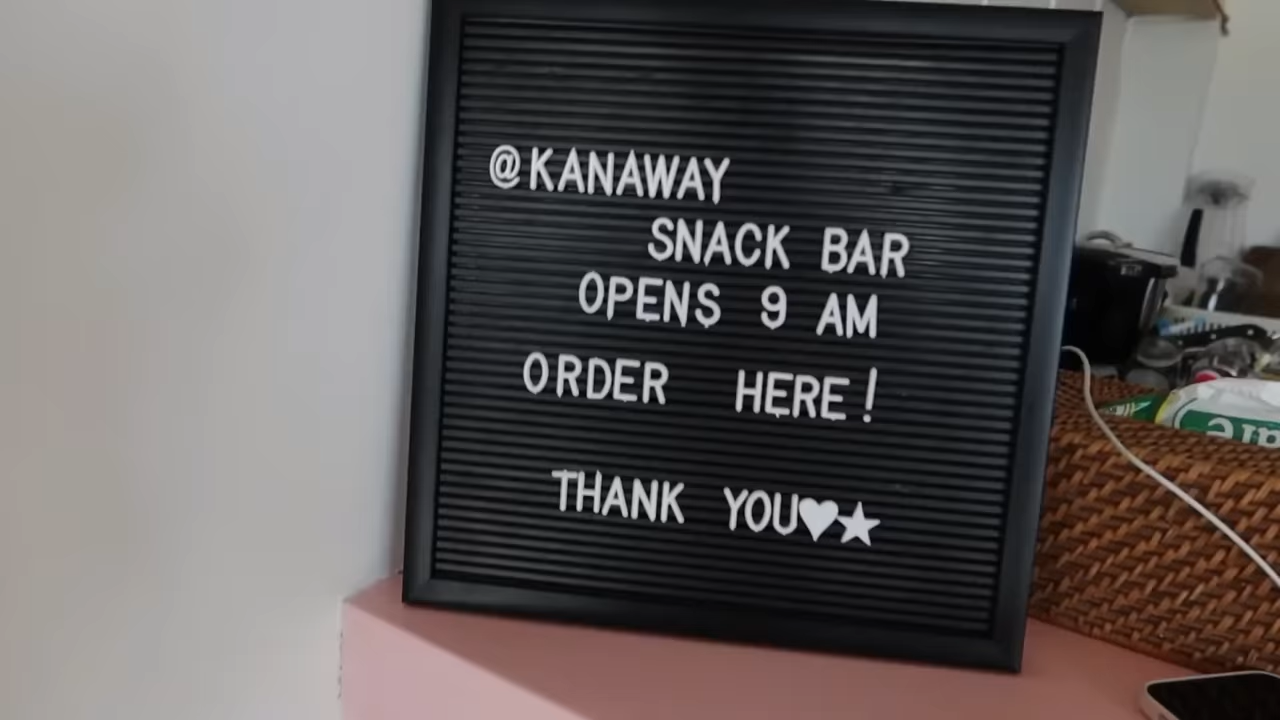 @KANAWAY
SNACK BAR
OPENS 9 AM
ORDER HERE!
THANK YOU♥★